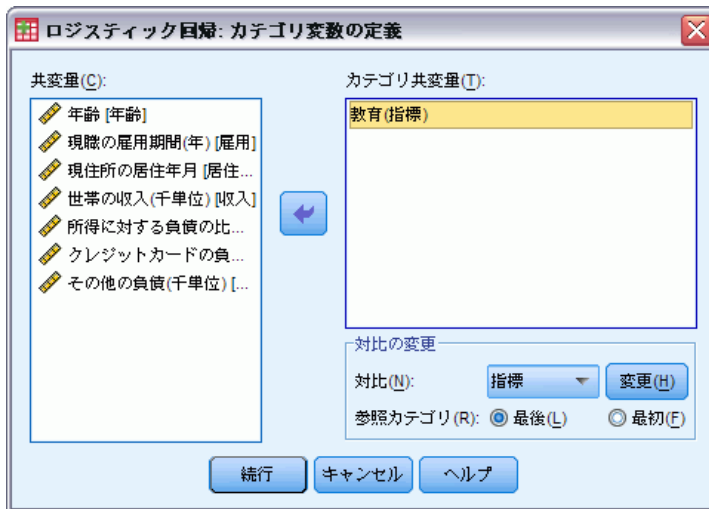 ロジスティック回帰: カテゴリ変数の定義
共変量(C):
年齢 [年齢]
現職の雇用期間(年) [雇用]
現住所の居住年月 [居住...
世帯の収入(千単位) [収入]
所得に対する負債の比...
クレジットカードの負...
その他の負債(千単位) [...
カテゴリ共変量(T):
教育(指標)
対比の変更
対比(N): 指標 変更(H)
参照カテゴリ(R): 最後(L) 最初(F)
続行 キャンセル ヘルプ